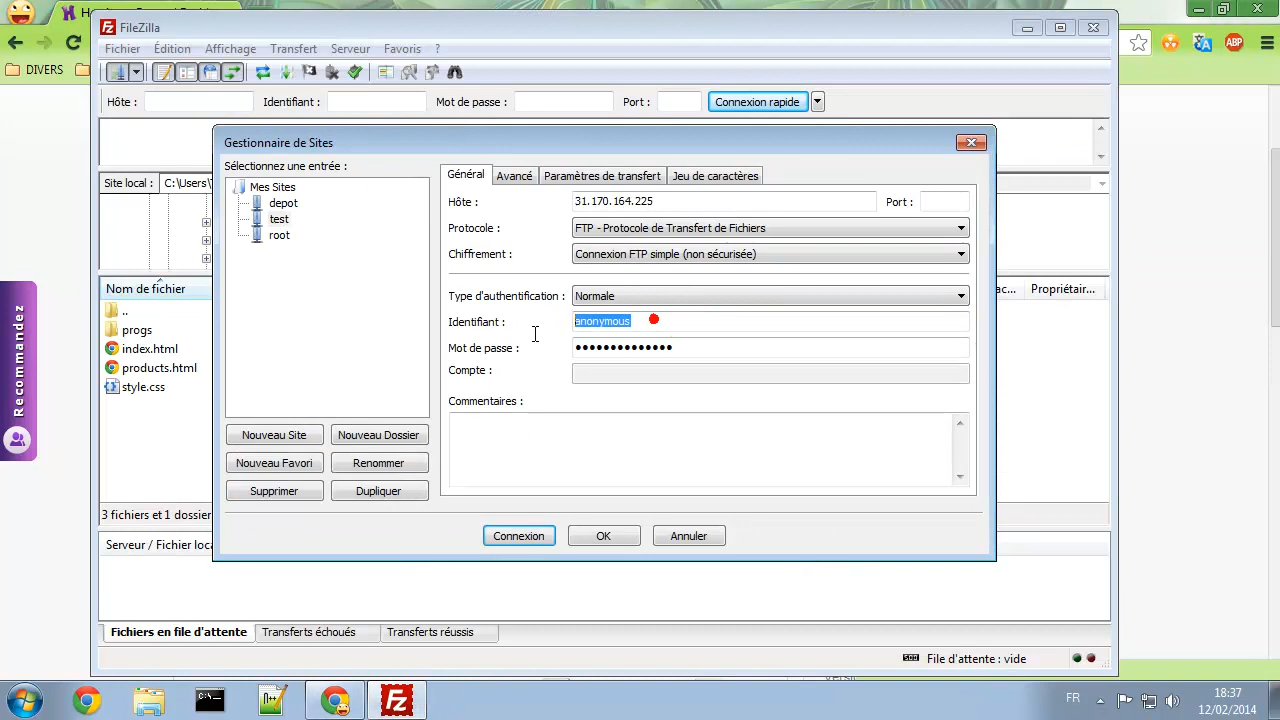 FileZilla
Fichier Édition Affichage Transfert Serveur Favoris ?
DIVERS
ABP
Hôte : Identifiant : Mot de passe : Port : Connexion rapide
Gestionnaire de Sites
Sélectionnez une entrée :
Mes Sites
depot
test
root
Nouveau Site Nouveau Dossier
Nouveau Favori Renommer
Supprimer Dupliquer
Général Avancé Paramètres de transfert Jeu de caractères
Hôte : 31.170.164.225 Port :
Protocole : FTP - Protocole de Transfert de Fichiers
Chiffrement : Connexion FTP simple (non sécurisée)
Type d'authentification : Normale
Identifiant : anonymous
Mot de passe : ••••••••••••••
Compte :
Commentaires :
Connexion OK Annuler
Site local : C:\Users\
Nom de fichier
..
progs
index.html
products.html
style.css
ac... Propriétair...
3 fichiers et 1 dossier
Serveur / Fichier loca
Fichiers en file d'attente Transferts échoués Transferts réussis
File d'attente : vide
Recommandez
FR
18:37
12/02/2014